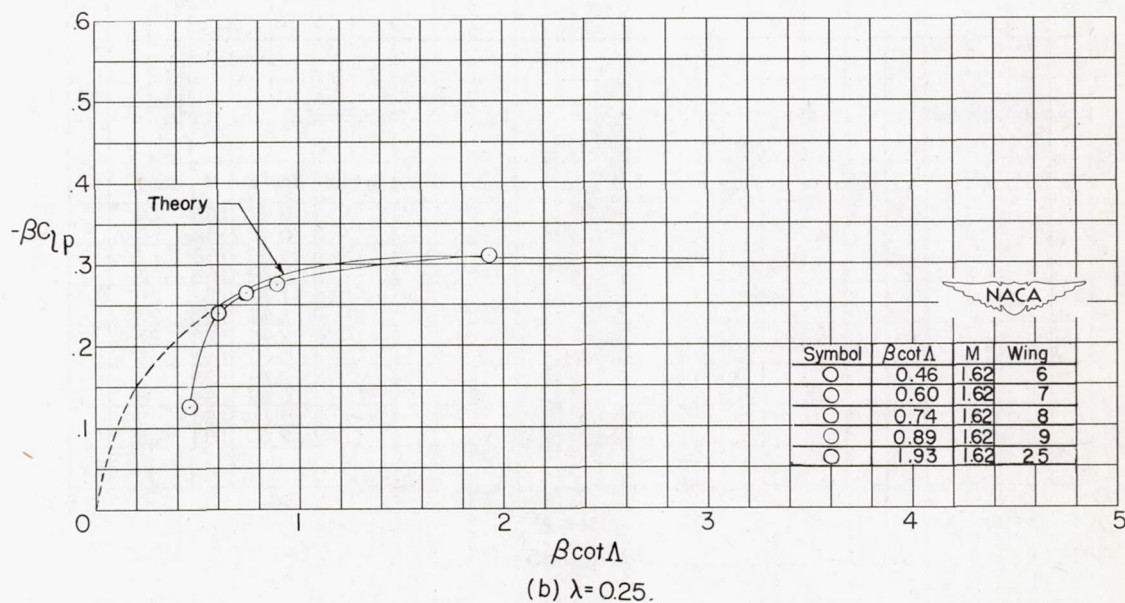 .6
.5
.4
Theory
-βClp
.3
NACA
.2
Symbol βcotΛ M Wing
0.46 1.62 6
0.60 1.62 7
0.74 1.62 8
0.89 1.62 9
1.93 1.62 2.5
.1
0 1 2 3 4 5
βcotΛ
(b) λ=0.25.